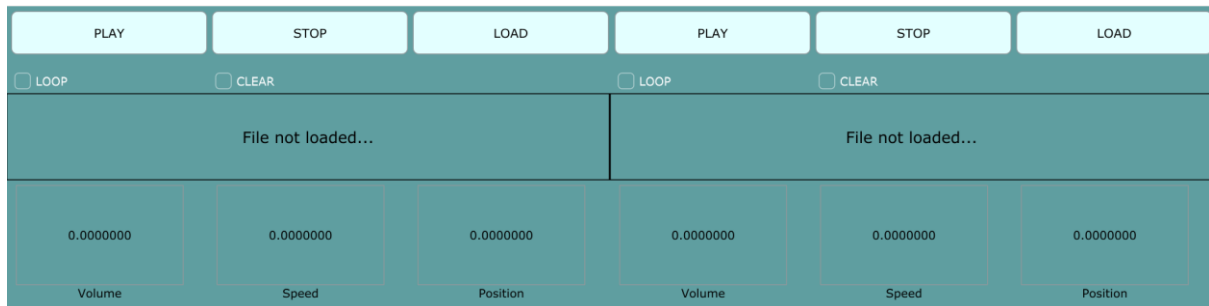 PLAY STOP LOAD PLAY STOP LOAD
LOOP CLEAR LOOP CLEAR
File not loaded... File not loaded...
0.0000000 0.0000000 0.0000000 0.0000000 0.0000000 0.0000000
Volume Speed Position Volume Speed Position